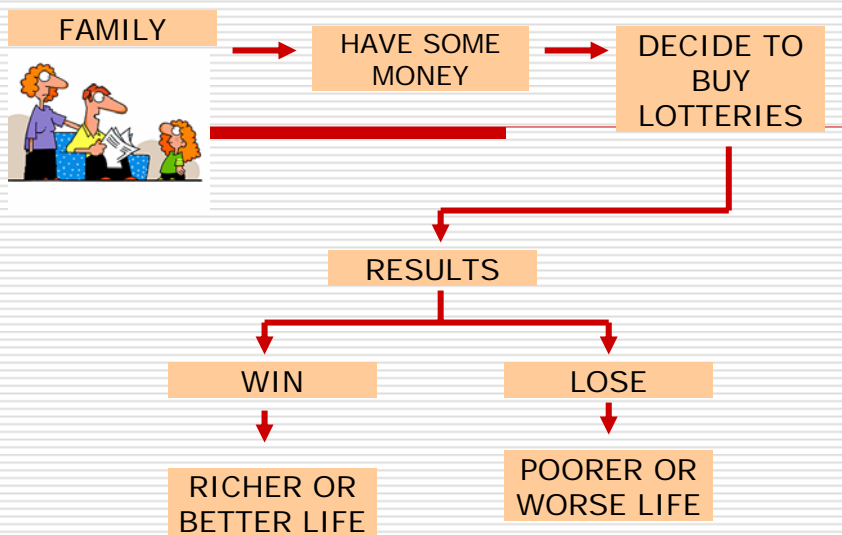 FAMILY
HAVE SOME
MONEY
DECIDE TO
BUY
LOTTERIES
RESULTS
WIN
LOSE
RICHER OR
BETTER LIFE
POORER OR
WORSE LIFE